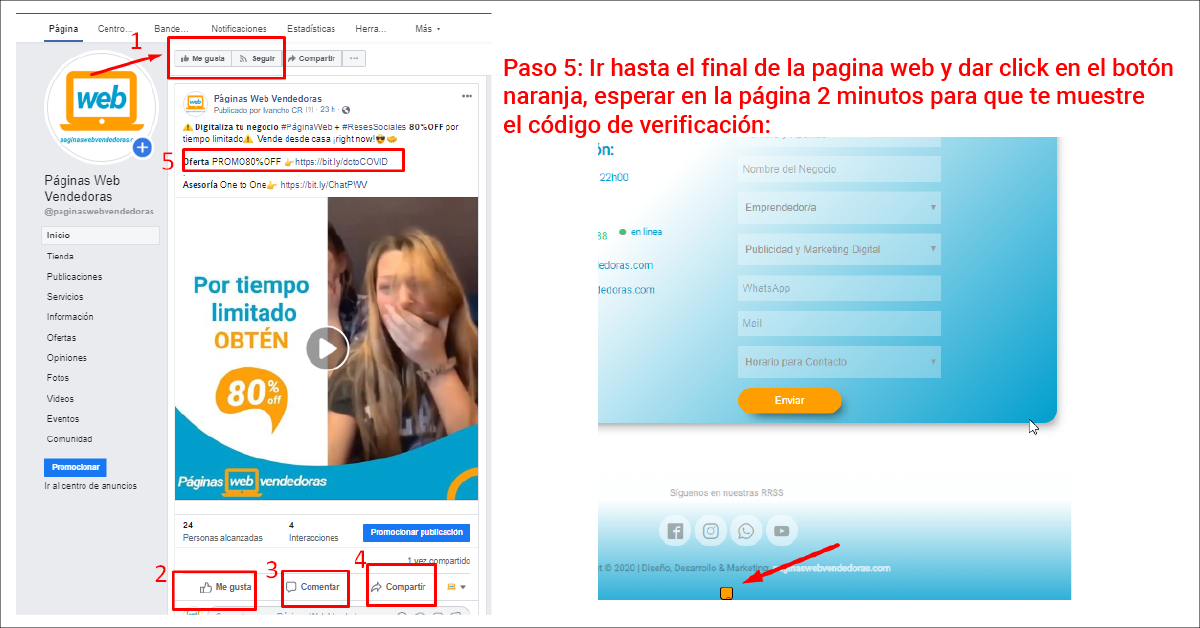 Página Centro... Bande... Notificaciones Estadísticas Herra... Más
1
Me gusta Seguir Compartir ...
web
paginaswebvendedoras
Páginas Web
Vendedoras
@paginaswebvendedoras
Inicio
Tienda
Publicaciones
Servicios
Información
Ofertas
Opiniones
Fotos
Videos
Eventos
Comunidad
Promocionar
Ir al centro de anuncios
web
Páginas Web Vendedoras
Publicado por Ivancho CR [?] · 23 h ·
⚠️Digitaliza tu negocio #PáginaWeb + #ResesSociales 80%OFF por
tiempo limitado⚠️ Vende desde casa ¡right now!
5
Oferta PROMO80%OFF 👉https://bit.ly/dctoCOVID
Asesoría One to One👉 https://bit.ly/ChatPWV
Por tiempo
limitado
OBTÉN
80%
off
Páginas web vendedoras
24
Personas alcanzadas
4
Interacciones
Promocionar publicación
1 vez compartido
2
Me gusta
3
Comentar
4
Compartir
Paso 5: Ir hasta el final de la pagina web y dar click en el botón
naranja, esperar en la página 2 minutos para que te muestre
el código de verificación:
ón:
22h00
38 en linea
edoras.com
dedoras.com
Nombre del Negocio
Emprendedor/a
Publicidad y Marketing Digital
WhatsApp
Mail
Horario para Contacto
Enviar
Síguenos en nuestras RRSS
t © 2020 | Diseño, Desarrollo & Marketing paginaswebvendedoras.com